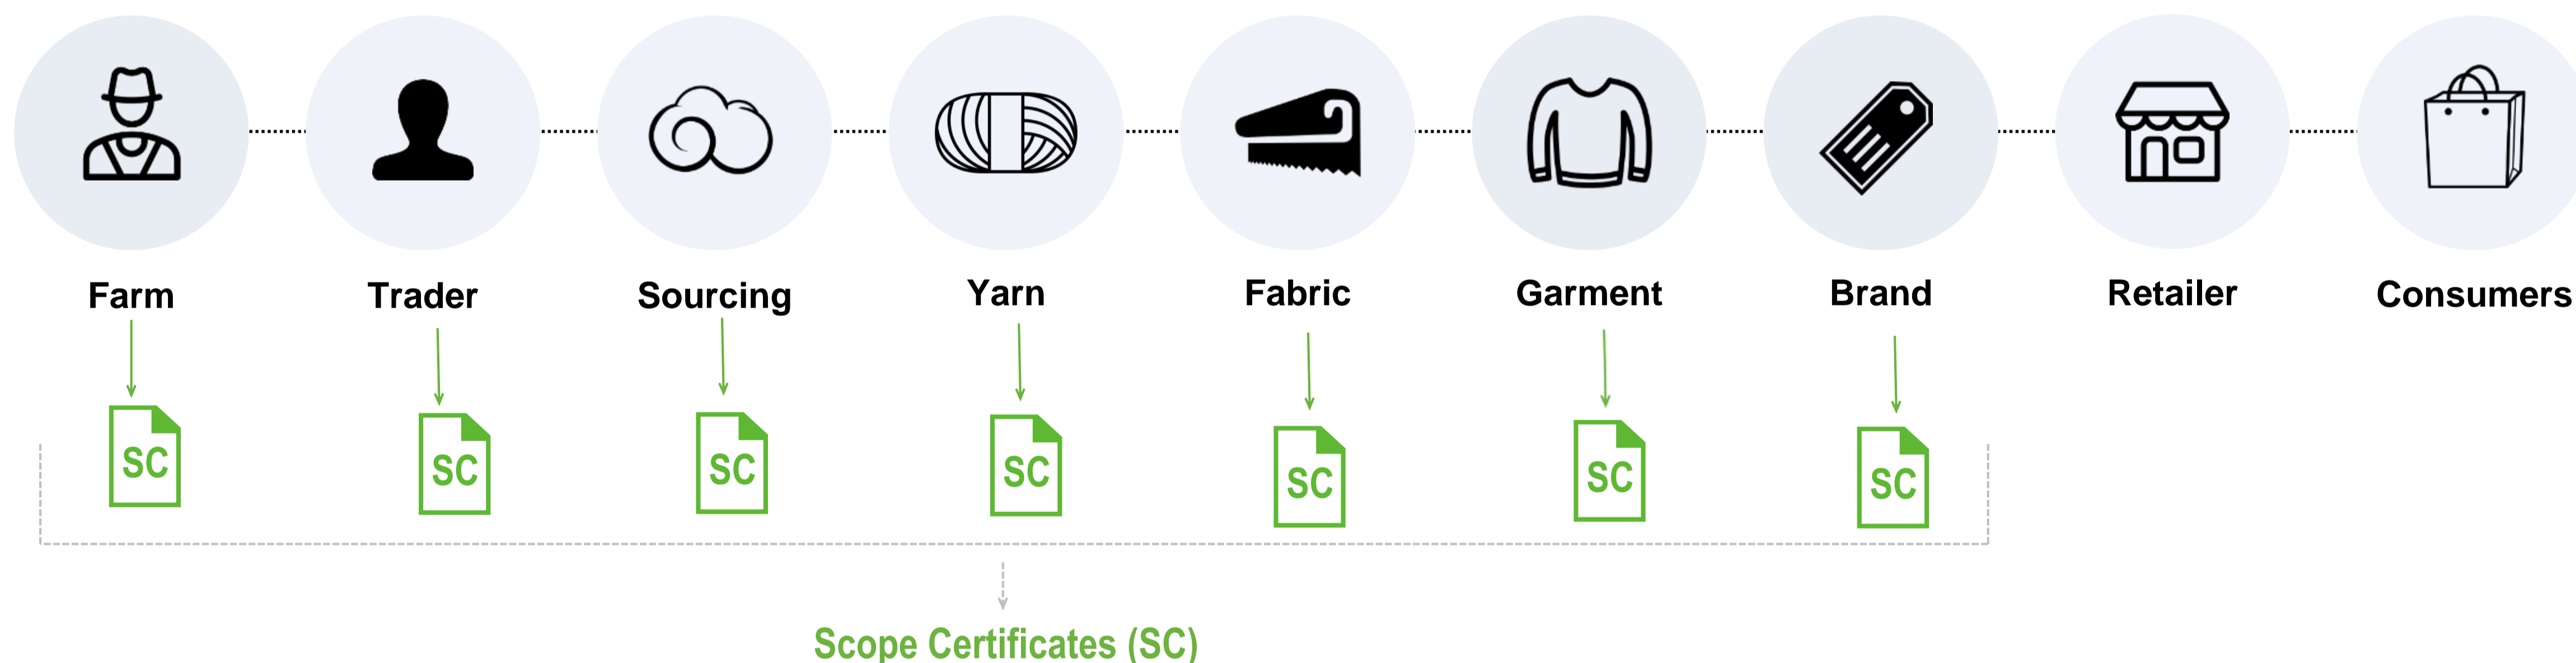 Farm
Trader
Sourcing
Yarn
Fabric
Garment
Brand
Retailer
Consumers
SC
SC
SC
SC
SC
SC
SC
Scope Certificates (SC)